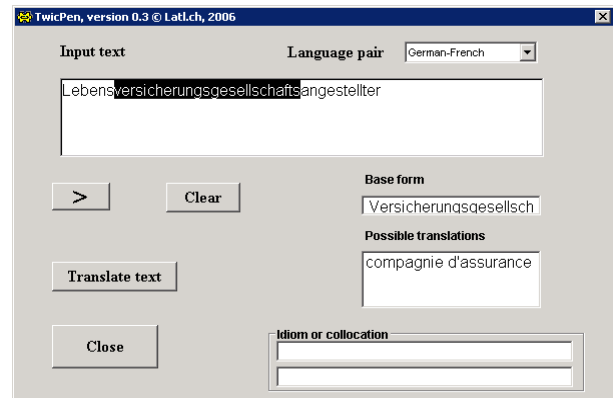 TwicPen, version 0.3 © Latl.ch, 2006
Input text
Language pair
German-French
Lebensversicherungsgesellschaftsangestellter
>
Clear
Base form
Versicherungsgesellsch
Possible translations
compagnie d'assurance
Translate text
Close
Idiom or collocation